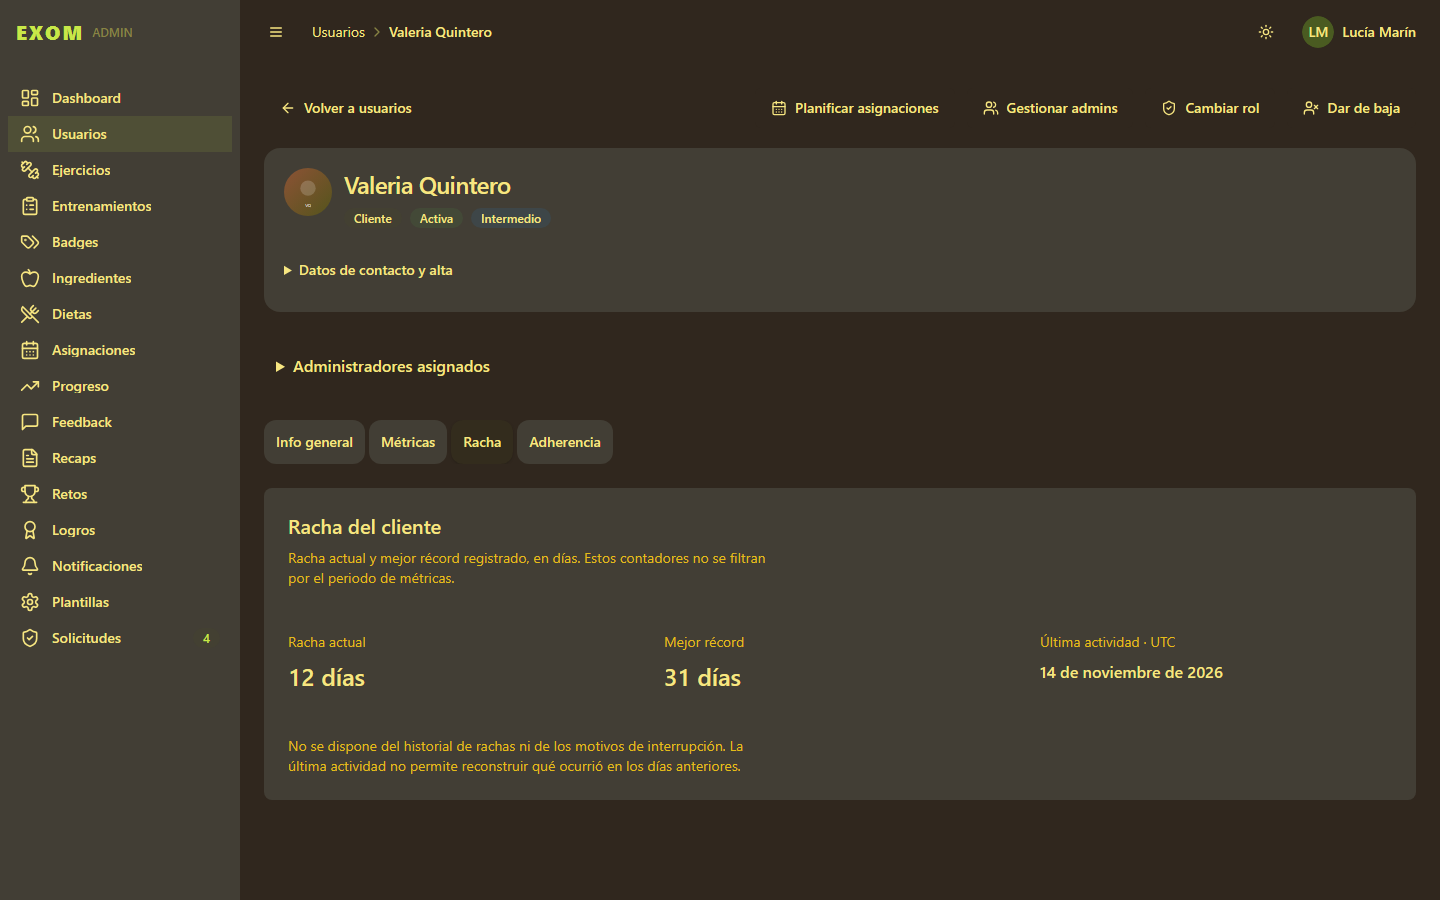 EXOM ADMIN
Usuarios > Valeria Quintero
LM Lucía Marín
Dashboard
Usuarios
Ejercicios
Entrenamientos
Badges
Ingredientes
Dietas
Asignaciones
Progreso
Feedback
Recaps
Retos
Logros
Notificaciones
Plantillas
Solicitudes 4
Volver a usuarios
Planificar asignaciones
Gestionar admins
Cambiar rol
Dar de baja
VQ
Valeria Quintero
Cliente Activa Intermedio
Datos de contacto y alta
Administradores asignados
Info general Métricas Racha Adherencia
Racha del cliente
Racha actual y mejor récord registrado, en días. Estos contadores no se filtran
por el periodo de métricas.
Racha actual
12 días
Mejor récord
31 días
Última actividad · UTC
14 de noviembre de 2026
No se dispone del historial de rachas ni de los motivos de interrupción. La
última actividad no permite reconstruir qué ocurrió en los días anteriores.